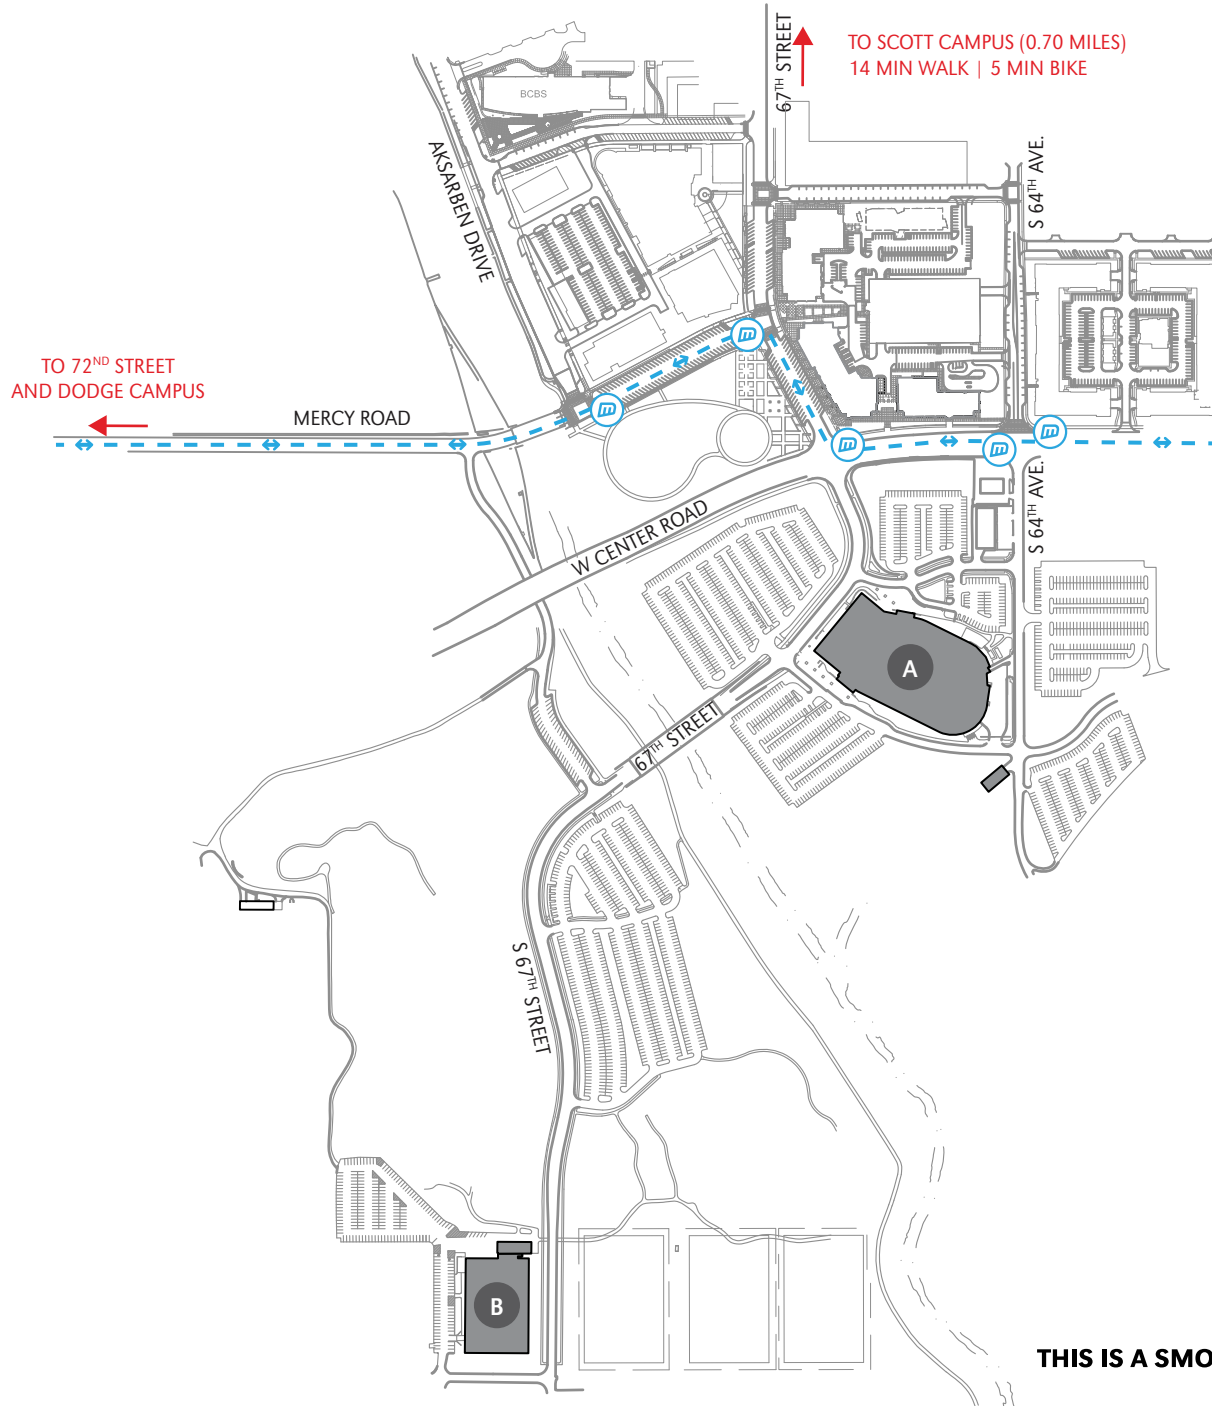 67TH STREET
TO SCOTT CAMPUS (0.70 MILES)
14 MIN WALK | 5 MIN BIKE
BCBS
AKSARBEN DRIVE
S 64TH AVE.
TO 72ND STREET
AND DODGE CAMPUS
MERCY ROAD
m
m
m
m
m
W CENTER ROAD
S 64TH AVE.
A
67TH STREET
S 67TH STREET
B
THIS IS A SMO